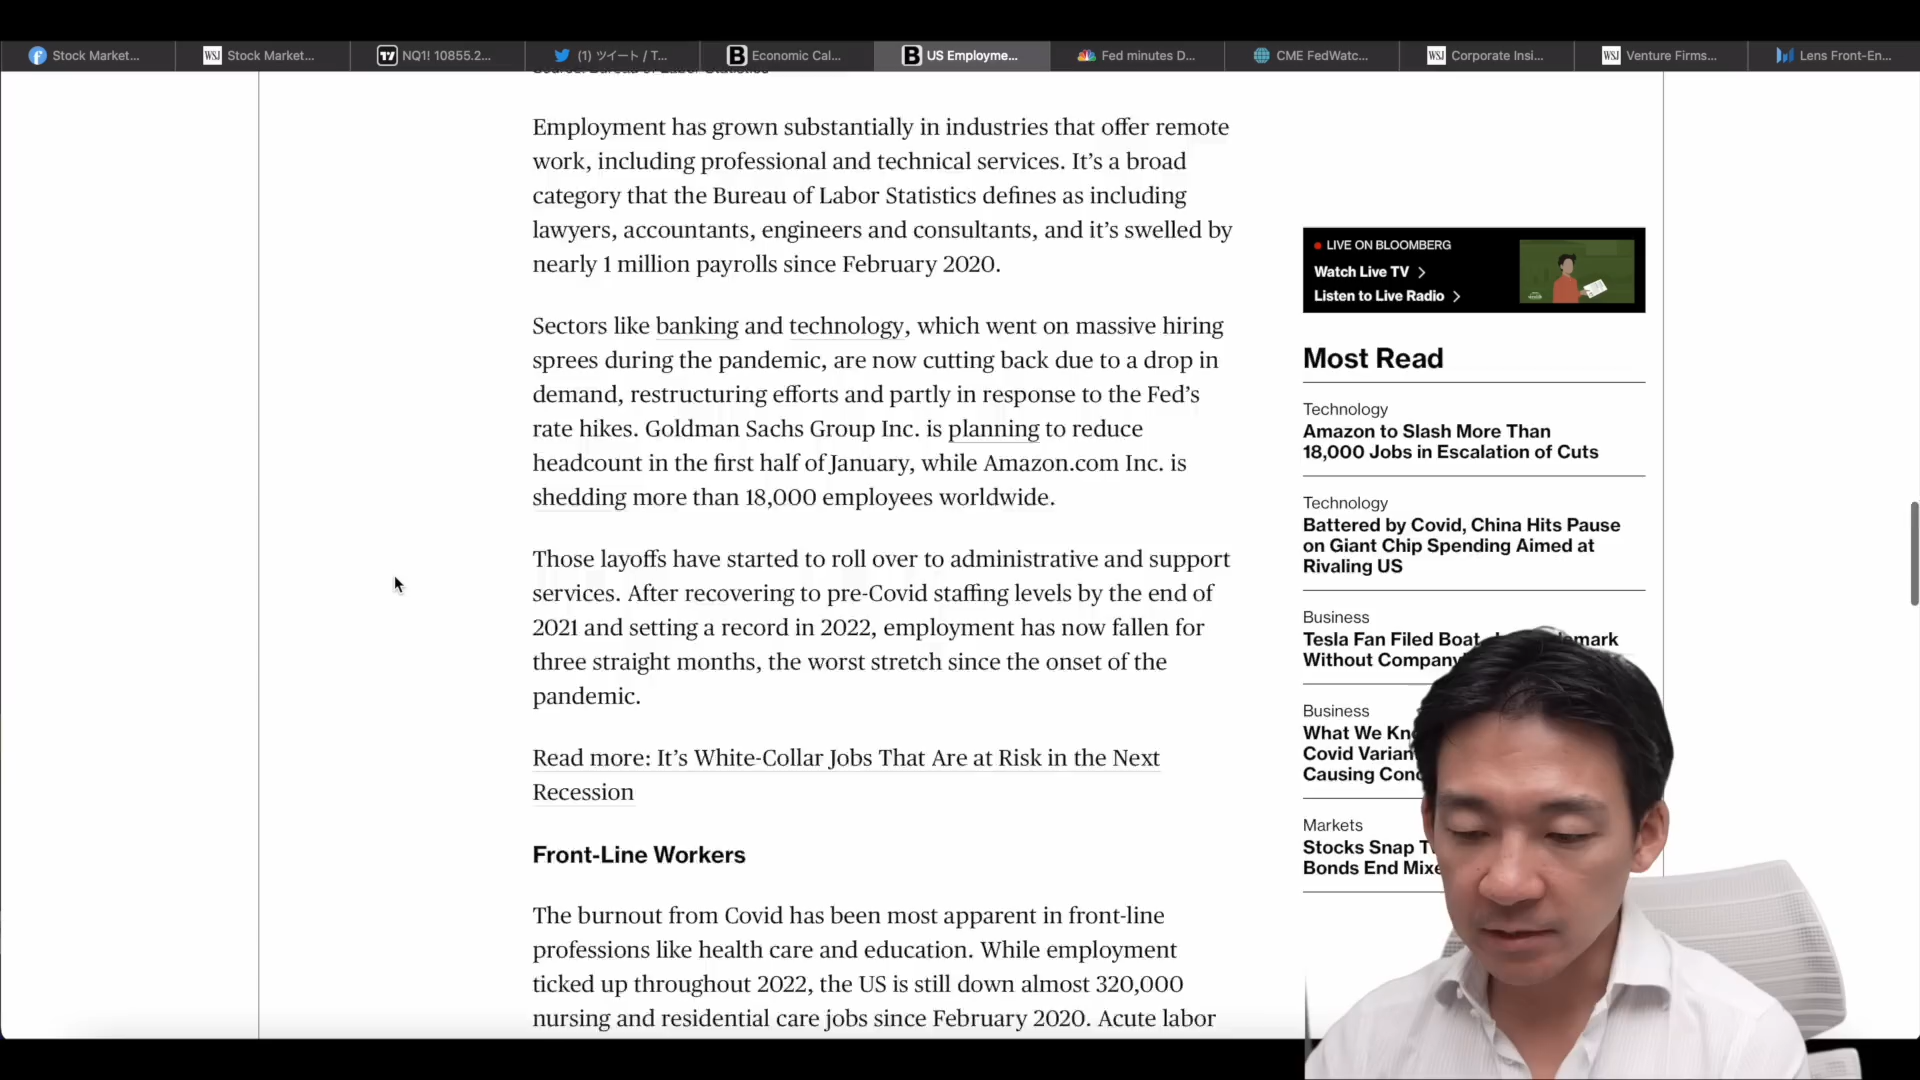 Stock Market...
WSJ Stock Market...
NQ1! 10855.2...
(1) ツイート / T...
B Economic Cal...
B US Employme...
Fed minutes D...
CME FedWatc...
WSJ Corporate Insi...
WSJ Venture Firms...
Lens Front-En...
Employment has grown substantially in industries that offer remote
work, including professional and technical services. It’s a broad
category that the Bureau of Labor Statistics defines as including
lawyers, accountants, engineers and consultants, and it’s swelled by
nearly 1 million payrolls since February 2020.
Sectors like banking and technology, which went on massive hiring
sprees during the pandemic, are now cutting back due to a drop in
demand, restructuring efforts and partly in response to the Fed’s
rate hikes. Goldman Sachs Group Inc. is planning to reduce
headcount in the first half of January, while Amazon.com Inc. is
shedding more than 18,000 employees worldwide.
Those layoffs have started to roll over to administrative and support
services. After recovering to pre-Covid staffing levels by the end of
2021 and setting a record in 2022, employment has now fallen for
three straight months, the worst stretch since the onset of the
pandemic.
Read more: It’s White-Collar Jobs That Are at Risk in the Next
Recession
Front-Line Workers
The burnout from Covid has been most apparent in front-line
professions like health care and education. While employment
ticked up throughout 2022, the US is still down almost 320,000
nursing and residential care jobs since February 2020. Acute labor
LIVE ON BLOOMBERG
Watch Live TV
Listen to Live Radio
Most Read
Technology
Amazon to Slash More Than
18,000 Jobs in Escalation of Cuts
Technology
Battered by Covid, China Hits Pause
on Giant Chip Spending Aimed at
Rivaling US
Business
Tesla Fan Filed Boat
Without Company
Business
What We
Covid
Causing
Markets
Stocks Snap
Bonds End